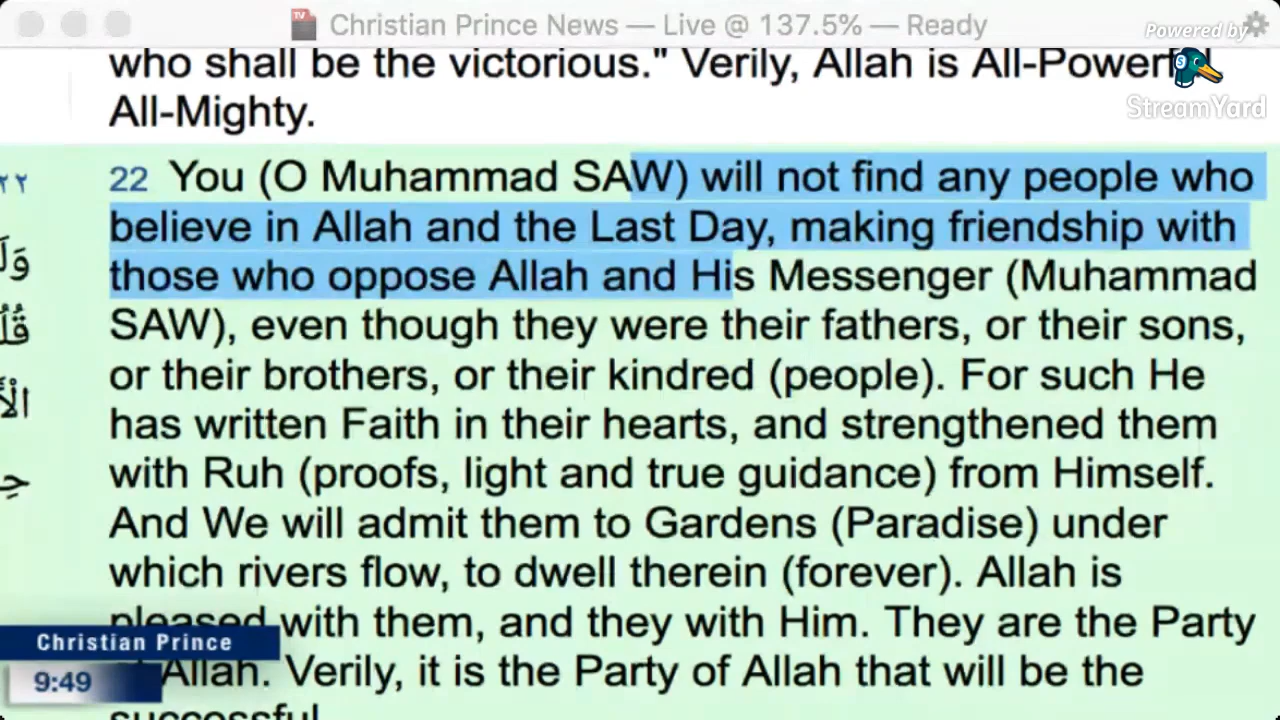 Christian Prince News — Live @ 137.5% — Ready
Powered by
StreamYard
who shall be the victorious." Verily, Allah is All-Powerful,
All-Mighty.
٢٢
22 You (O Muhammad SAW) will not find any people who
believe in Allah and the Last Day, making friendship with
those who oppose Allah and His Messenger (Muhammad
SAW), even though they were their fathers, or their sons,
or their brothers, or their kindred (people). For such He
has written Faith in their hearts, and strengthened them
with Ruh (proofs, light and true guidance) from Himself.
And We will admit them to Gardens (Paradise) under
which rivers flow, to dwell therein (forever). Allah is
pleased with them, and they with Him. They are the Party
Allah. Verily, it is the Party of Allah that will be the
successful
Christian Prince
9:49